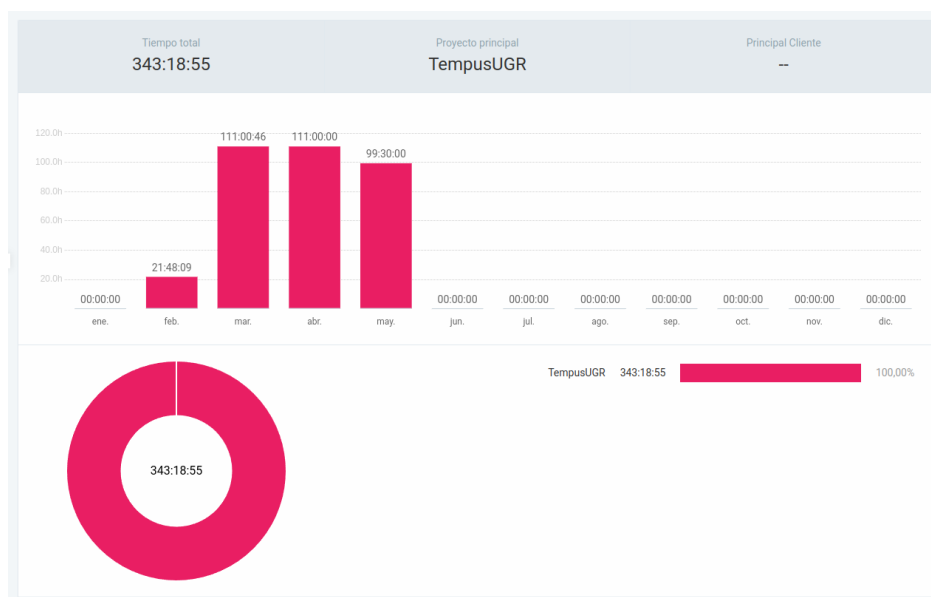 Tiempo total Proyecto principal Principal Cliente
343:18:55 TempusUGR --
120.0h
111:00:46 111:00:00
99:30:00
100.0h
80.0h
60.0h
40.0h
21:48:09
20.0h
00:00:00 00:00:00 00:00:00 00:00:00 00:00:00 00:00:00 00:00:00 00:00:00
ene. feb. mar. abr. may. jun. jul. ago. sep. oct. nov. dic.
TempusUGR 343:18:55 100,00%
343:18:55